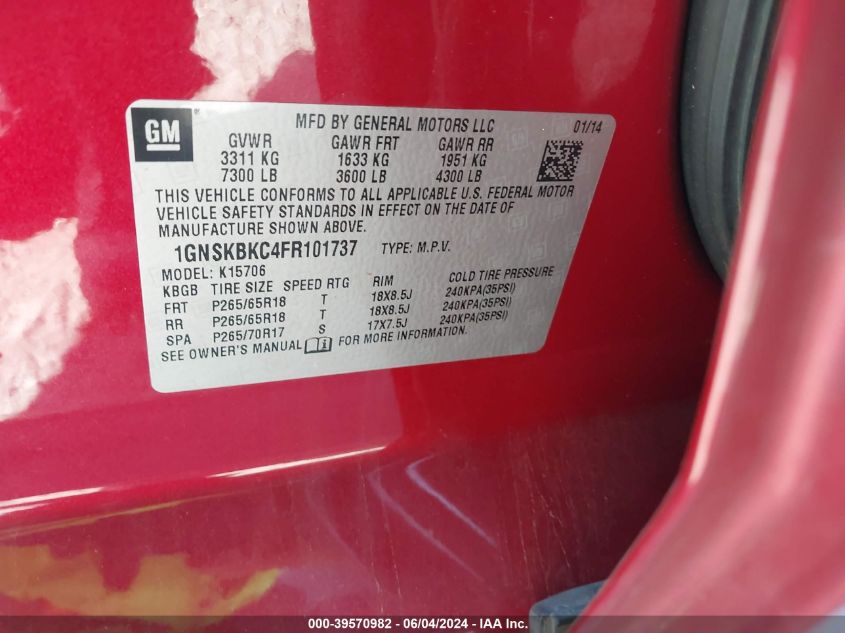 GM
MFD BY GENERAL MOTORS LLC 01/14
GVWR GAWR FRT GAWR RR
3311 KG 1633 KG 1951 KG
7300 LB 3600 LB 4300 LB
THIS VEHICLE CONFORMS TO ALL APPLICABLE U.S. FEDERAL MOTOR
VEHICLE SAFETY STANDARDS IN EFFECT ON THE DATE OF
MANUFACTURE SHOWN ABOVE.
1GNSKBKC4FR101737 TYPE: M.P.V.
MODEL: K15706
KBGB TIRE SIZE SPEED RTG RIM COLD TIRE PRESSURE
FRT P265/65R18 T 18X8.5J 240KPA(35PSI)
RR P265/65R18 T 18X8.5J 240KPA(35PSI)
SPA P265/70R17 S 17X7.5J 240KPA(35PSI)
SEE OWNER'S MANUAL i FOR MORE INFORMATION.
000-39570982 - 06/04/2024 - IAA Inc.